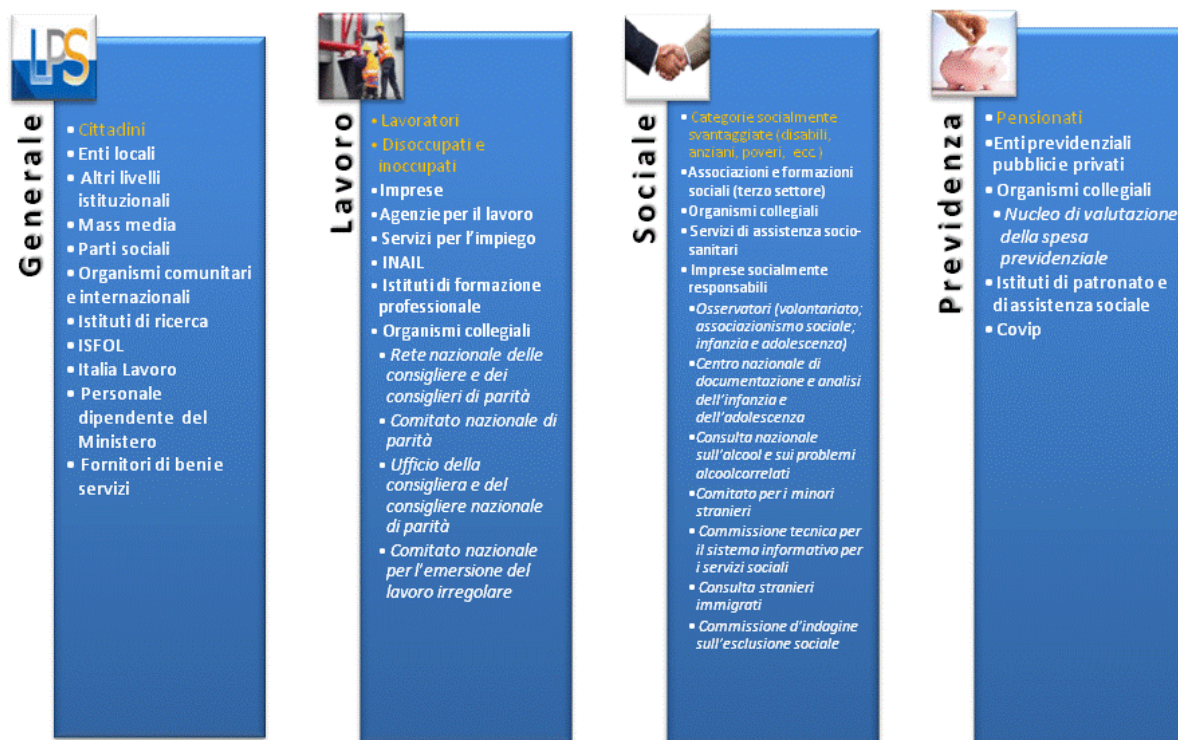 LPS
Generale
• Cittadini
• Enti locali
• Altri livelli
istituzionali
• Mass media
• Parti sociali
• Organismi comunitari
e internazionali
• Istituti di ricerca
• ISFOL
• Italia Lavoro
• Personale
dipendente del
Ministero
• Fornitori di beni e
servizi
Lavoro
• Lavoratori
• Disoccupati e
inoccupati
• Imprese
• Agenzie per il lavoro
• Servizi per l'impiego
• INAIL
• Istituti di formazione
professionale
• Organismi collegiali
• Rete nazionale delle
consigliere e dei
consiglieri di parità
• Comitato nazionale di
parità
• Ufficio della
consigliera e del
consigliere nazionale
di parità
• Comitato nazionale
per l'emersione del
lavoro irregolare
Sociale
• Categorie socialmente
svantaggiate (disabili,
anziani, poveri, ecc.)
• Associazioni e formazioni
sociali (terzo settore)
• Organismi collegiali
• Servizi di assistenza socio-
sanitari
• Imprese socialmente
responsabili
• Osservatori (volontariato;
associazionismo sociale;
infanzia e adolescenza)
• Centro nazionale di
documentazione e analisi
dell'infanzia e
dell'adolescenza
• Consulta nazionale
sull'alcool e sui problemi
alcoolcorrelati
• Comitato per i minori
stranieri
• Commissione tecnica per
il sistema informativo per
i servizi sociali
• Consulta stranieri
immigrati
• Commissione d'indagine
sull'esclusione sociale
Previdenza
• Pensionati
• Enti previdenziali
pubblici e privati
• Organismi collegiali
• Nucleo di valutazione
della spesa
previdenziale
• Istituti di patronato e
di assistenza sociale
• Covip